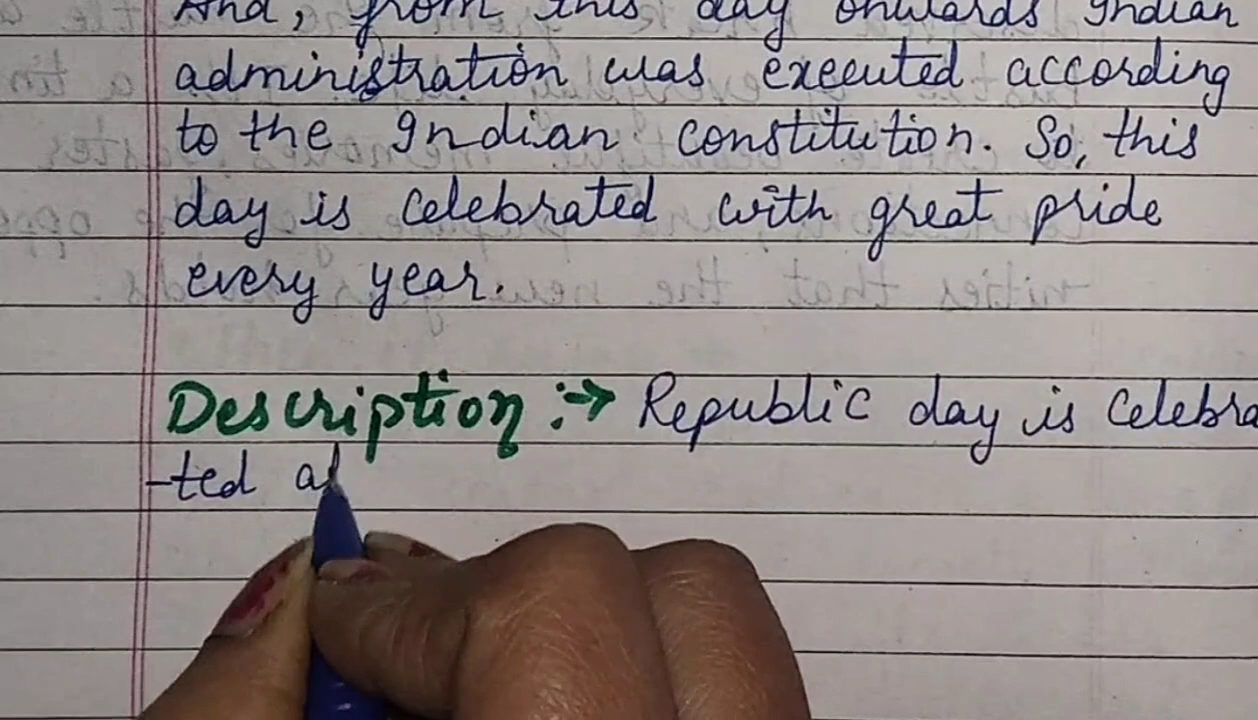 And, from this day onwards Indian
administration was executed according
to the Indian constitution. So, this
day is celebrated with great pride
every year.
Description :→ Republic day is celebra
-ted al